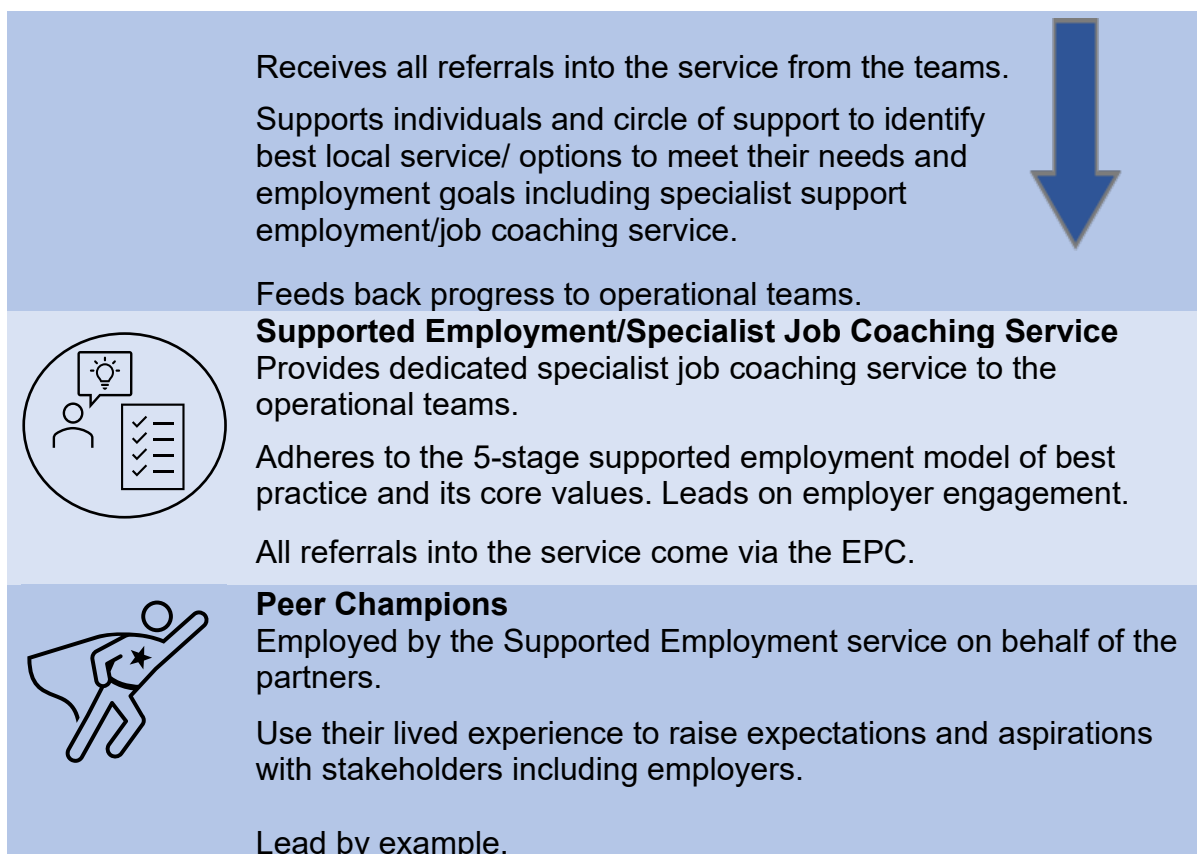 Receives all referrals into the service from the teams.
Supports individuals and circle of support to identify
best local service/ options to meet their needs and
employment goals including specialist support
employment/job coaching service.
Feeds back progress to operational teams.
Supported Employment/Specialist Job Coaching Service
Provides dedicated specialist job coaching service to the
operational teams.
Adheres to the 5-stage supported employment model of best
practice and its core values. Leads on employer engagement.
All referrals into the service come via the EPC.
Peer Champions
Employed by the Supported Employment service on behalf of the
partners.
Use their lived experience to raise expectations and aspirations
with stakeholders including employers.
Lead by example.